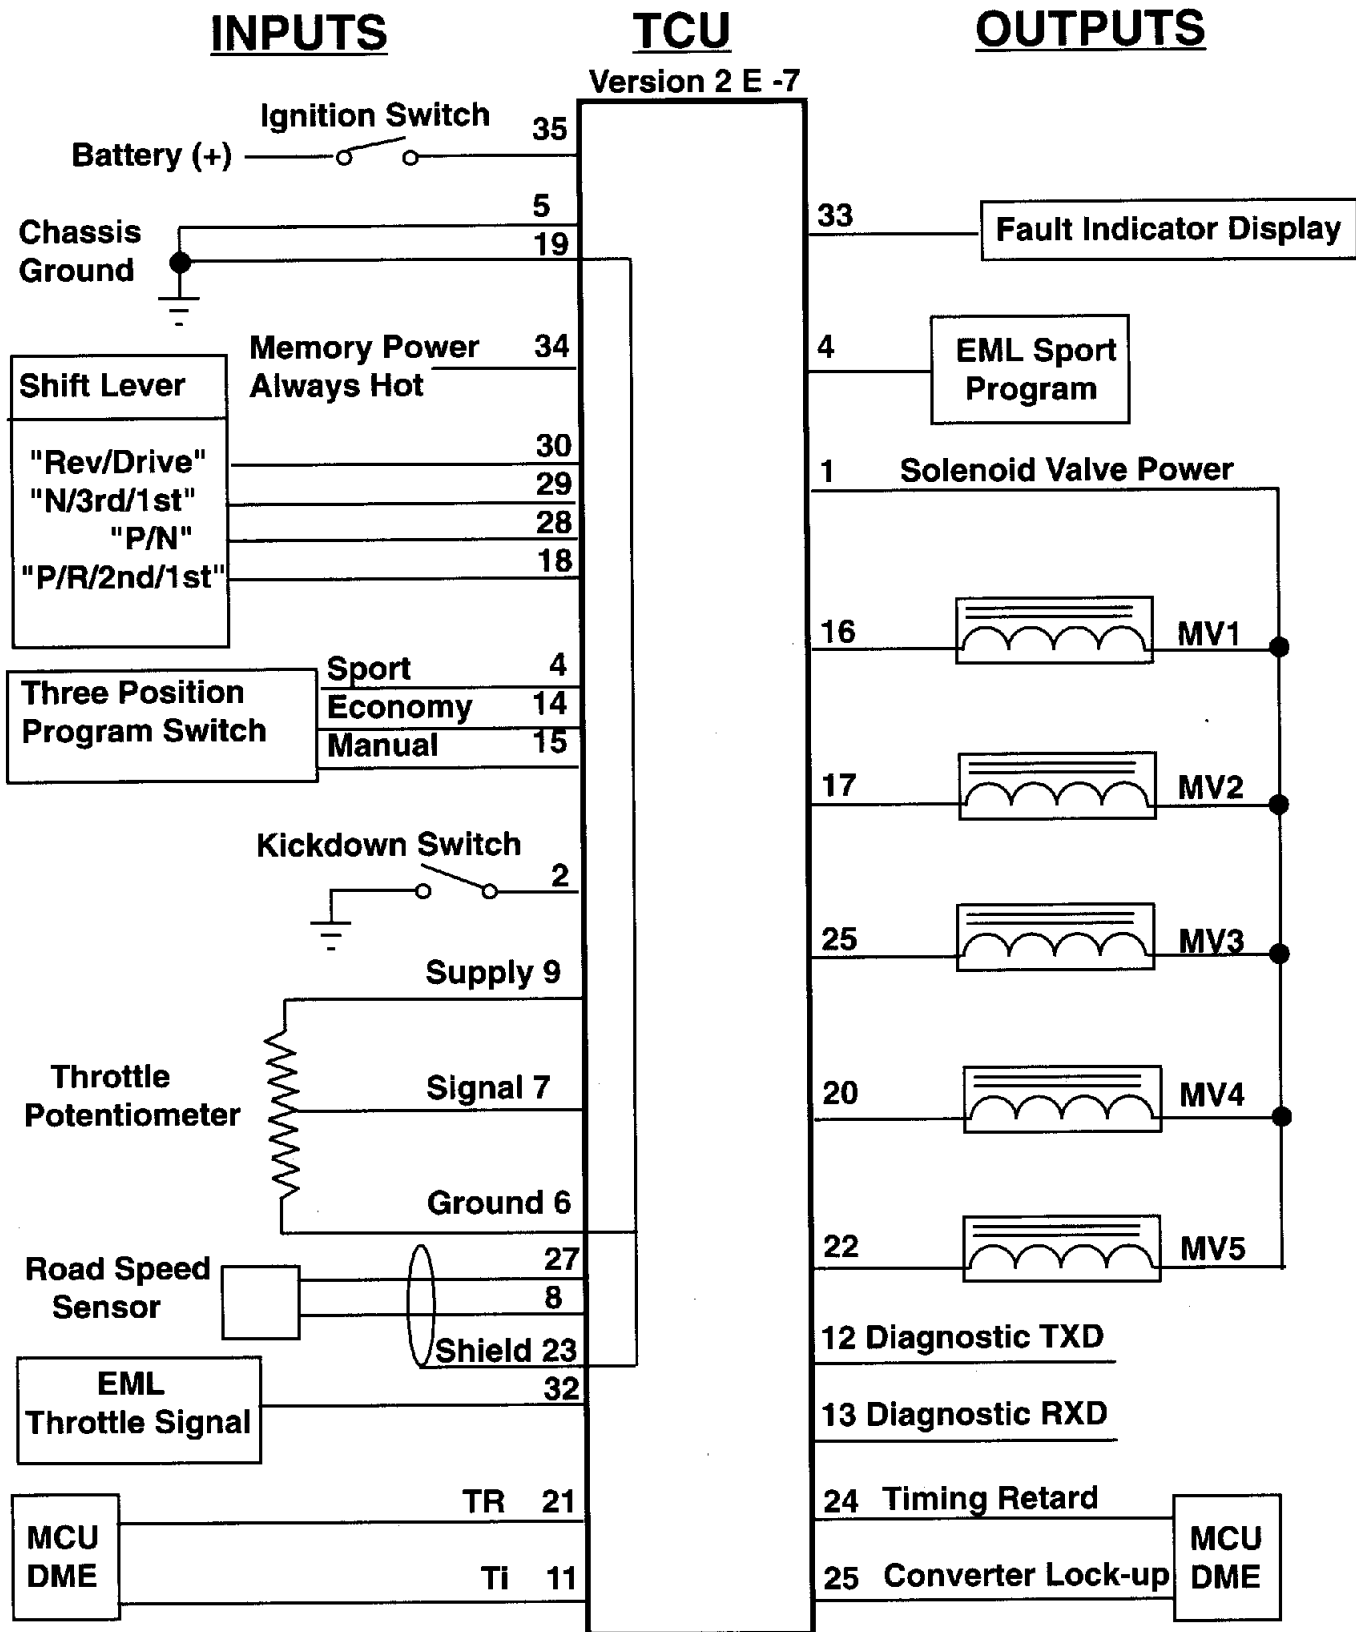 INPUTS
TCU
OUTPUTS
Version 2 E -7
Ignition Switch
35
Battery (+)
5
Chassis
Ground
19
33
Fault Indicator Display
Memory Power
Always Hot
34
4
EML Sport
Program
Shift Lever
"Rev/Drive"
30
"N/3rd/1st"
29
"P/N"
28
"P/R/2nd/1st"
18
1
Solenoid Valve Power
16
MV1
Three Position
Program Switch
Sport
4
Economy
14
Manual
15
17
MV2
Kickdown Switch
2
25
MV3
Supply 9
Throttle
Potentiometer
Signal 7
Ground 6
20
MV4
22
MV5
Road Speed
Sensor
27
8
Shield 23
12 Diagnostic TXD
EML
Throttle Signal
32
13 Diagnostic RXD
MCU
DME
TR 21
Ti 11
24 Timing Retard
25 Converter Lock-up
MCU
DME